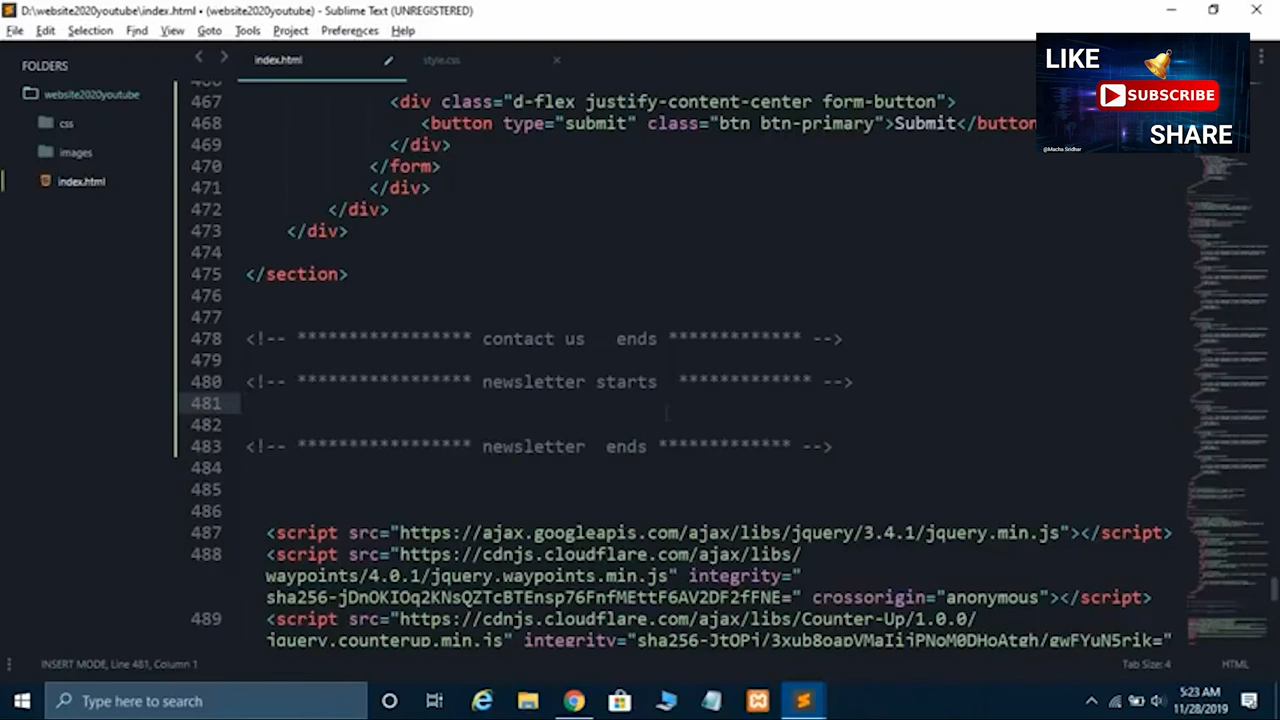 D:\website2020youtube\index.html • (website2020youtube) - Sublime Text (UNREGISTERED)
File Edit Selection Find View Goto Tools Project Preferences Help
FOLDERS
website2020youtube
css
images
index.html
index.html
style.css
LIKE
SUBSCRIBE
SHARE
@Macha Sridhar
467 <div class="d-flex justify-content-center form-button">
468 <button type="submit" class="btn btn-primary">Submit</button
469 </div>
470 </form>
471 </div>
472 </div>
473 </div>
474
475 </section>
476
477
478 <!-- ***************** contact us ends ************* -->
479
480 <!-- ***************** newsletter starts ************* -->
481
482
483 <!-- ***************** newsletter ends ************* -->
484
485
486
487 <script src="https://ajax.googleapis.com/ajax/libs/jquery/3.4.1/jquery.min.js"></script>
488 <script src="https://cdnjs.cloudflare.com/ajax/libs/
waypoints/4.0.1/jquery.waypoints.min.js" integrity="
sha256-jDnOKIOq2KNsQZTcBTEnsp76FnfMEttF6AV2DF2fFNE=" crossorigin="anonymous"></script>
489 <script src="https://cdnjs.cloudflare.com/ajax/libs/Counter-Up/1.0.0/
jquery.counterup.min.js" integrity=
INSERT MODE, Line 481, Column 1
Tab Size: 4
HTML
Type here to search
5:23 AM
11/28/2019